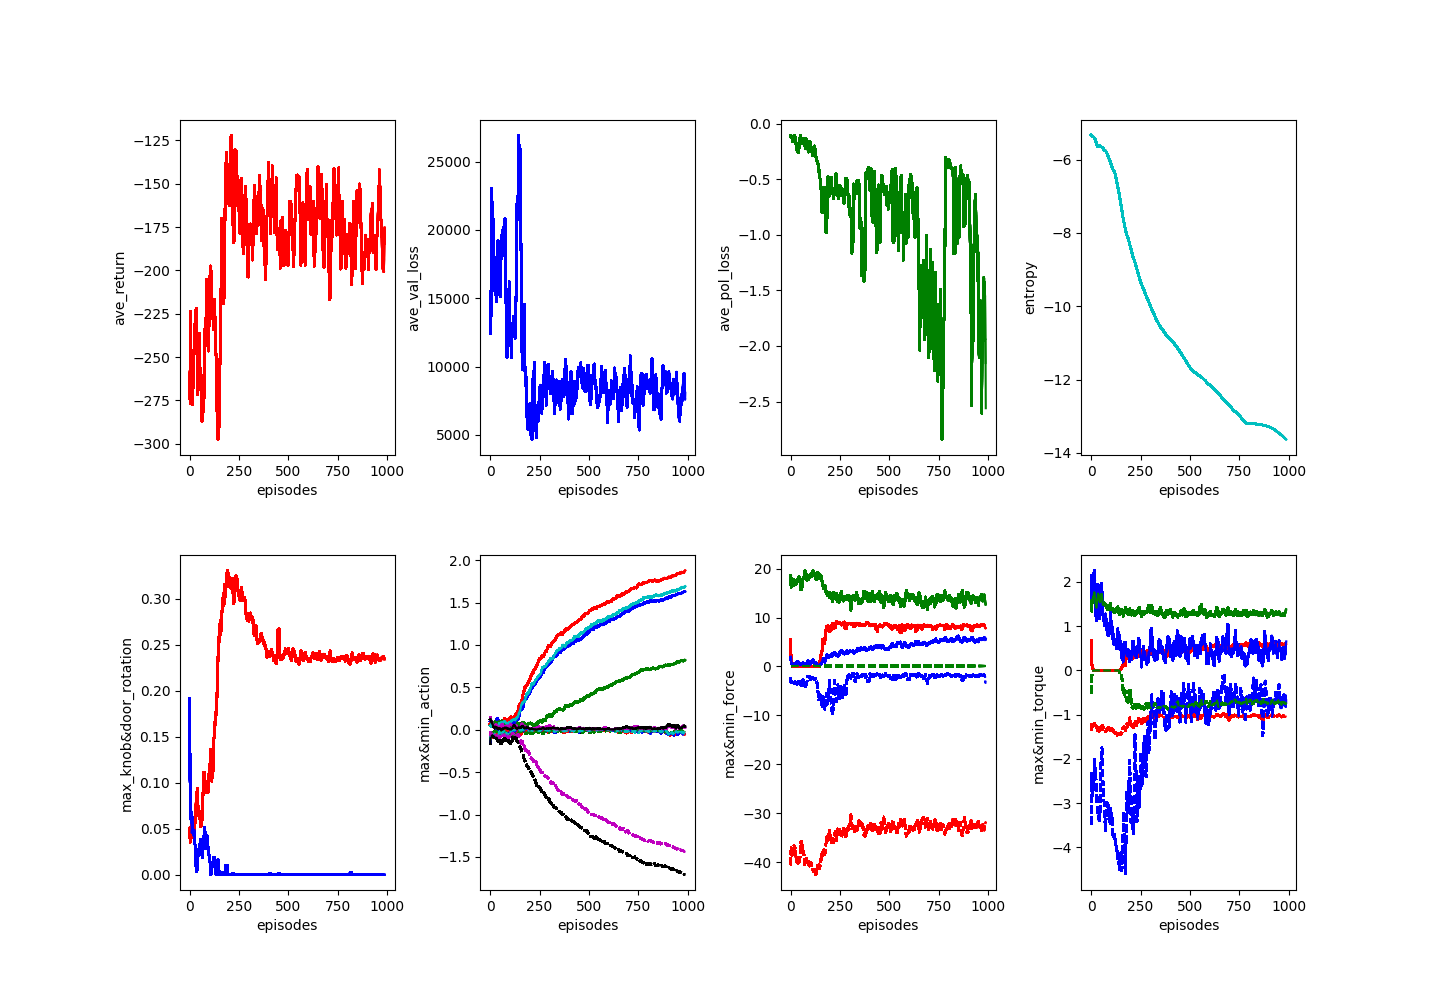 ave_return
−125
−150
−175
−200
−225
−250
−275
−300
0 250 500 750 1000
episodes
ave_val_loss
25000
20000
15000
10000
5000
0 250 500 750 1000
episodes
ave_pol_loss
0.0
−0.5
−1.0
−1.5
−2.0
−2.5
0 250 500 750 1000
episodes
entropy
−6
−8
−10
−12
−14
0 250 500 750 1000
episodes
max_knob&door_rotation
0.30
0.25
0.20
0.15
0.10
0.05
0.00
0 250 500 750 1000
episodes
max&min_action
2.0
1.5
1.0
0.5
0.0
−0.5
−1.0
−1.5
0 250 500 750 1000
episodes
max&min_force
20
10
0
−10
−20
−30
−40
0 250 500 750 1000
episodes
max&min_torque
2
1
0
−1
−2
−3
−4
0 250 500 750 1000
episodes